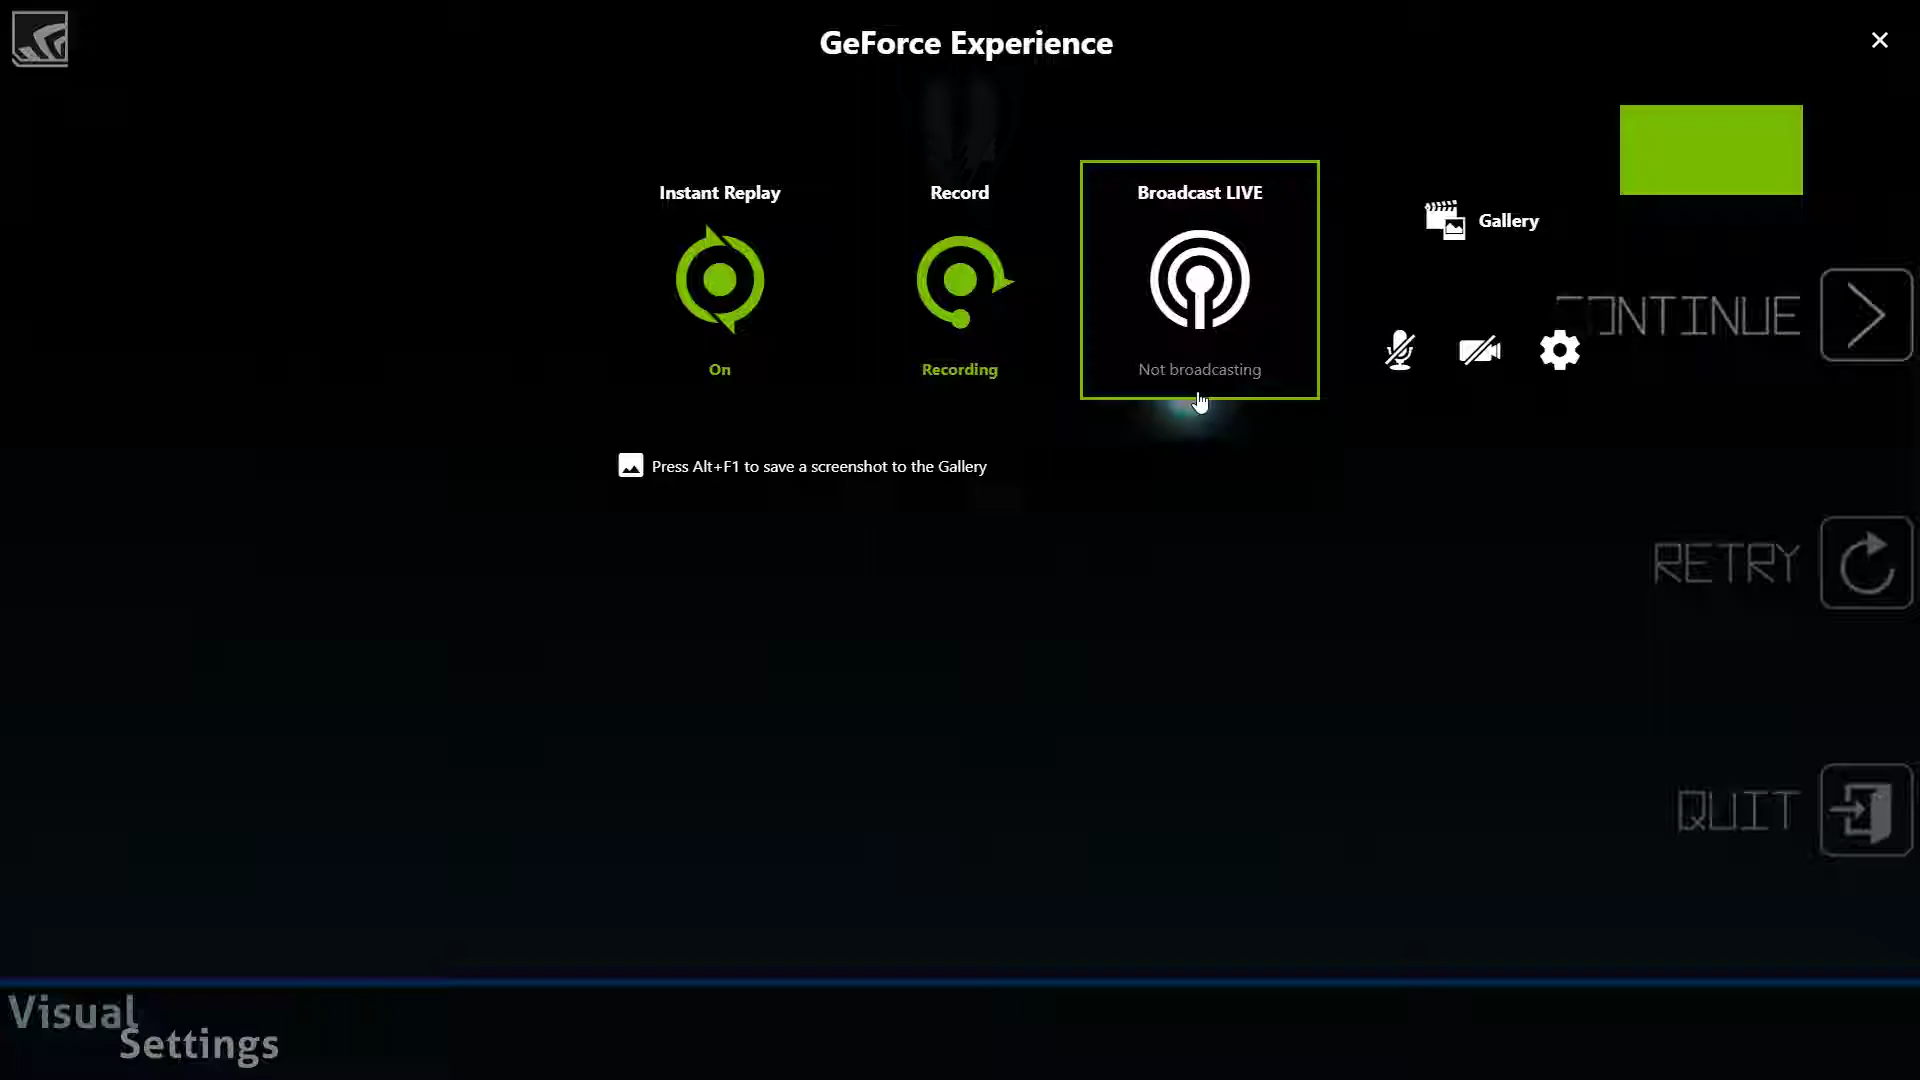 GeForce Experience
Instant Replay
Record
Broadcast LIVE
Gallery
On
Recording
Not broadcasting
CONTINUE
Press Alt+F1 to save a screenshot to the Gallery
RETRY
QUIT
Visual
Settings